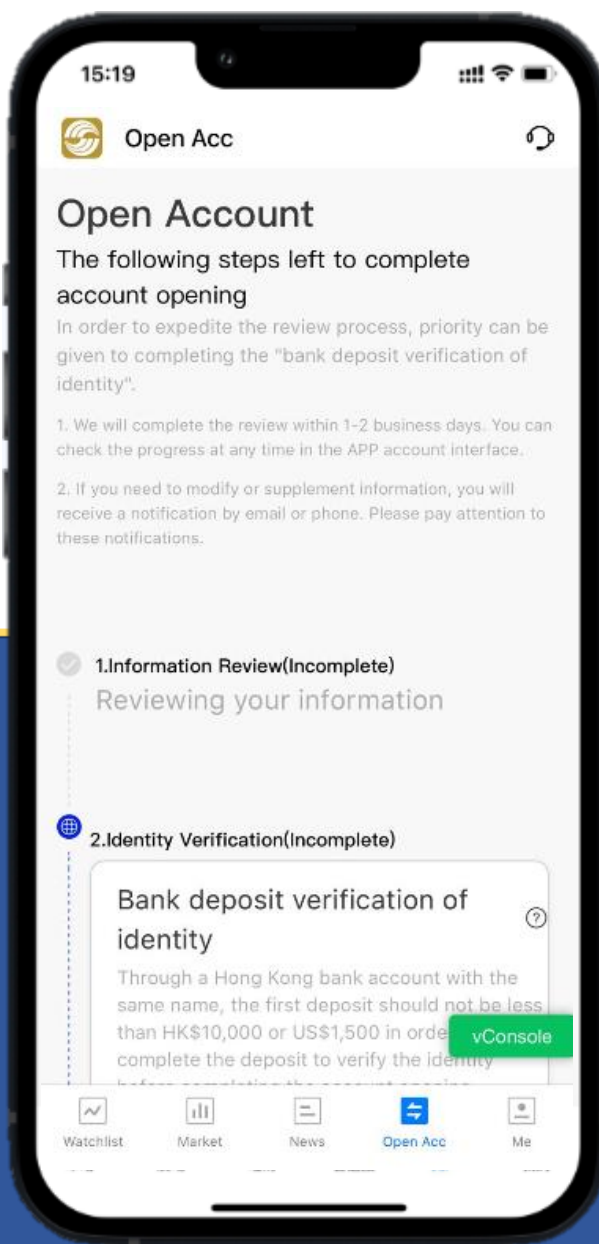 15:19
Open Acc
Open Account
The following steps left to complete
account opening
In order to expedite the review process, priority can be
given to completing the "bank deposit verification of
identity".
1. We will complete the review within 1-2 business days. You can
check the progress at any time in the APP account interface.
2. If you need to modify or supplement information, you will
receive a notification by email or phone. Please pay attention to
these notifications.
1.Information Review(Incomplete)
Reviewing your information
2.Identity Verification(Incomplete)
Bank deposit verification of
identity
Through a Hong Kong bank account with the
same name, the first deposit should not be less
than HK$10,000 or US$1,500 in orde
vConsole
complete the deposit to verify the identity
before completing the account opening
Watchlist Market News Open Acc Me